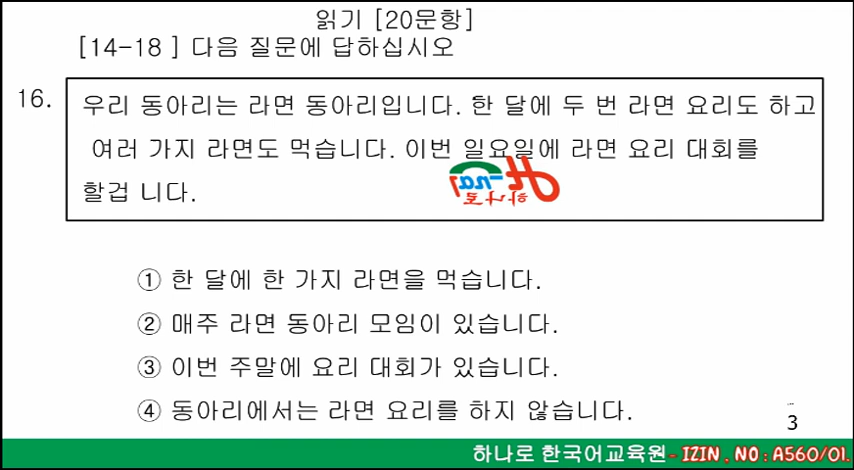 읽기 [20문항]
[14-18 ] 다음 질문에 답하십시오
16. 우리 동아리는 라면 동아리입니다. 한 달에 두 번 라면 요리도 하고
여러 가지 라면도 먹습니다. 이번 일요일에 라면 요리 대회를
할겁 니다.
하나로
① 한 달에 한 가지 라면을 먹습니다.
② 매주 라면 동아리 모임이 있습니다.
③ 이번 주말에 요리 대회가 있습니다.
④ 동아리에서는 라면 요리를 하지 않습니다.
3
하나로 한국어교육원 - IZIN . NO : A560/01.